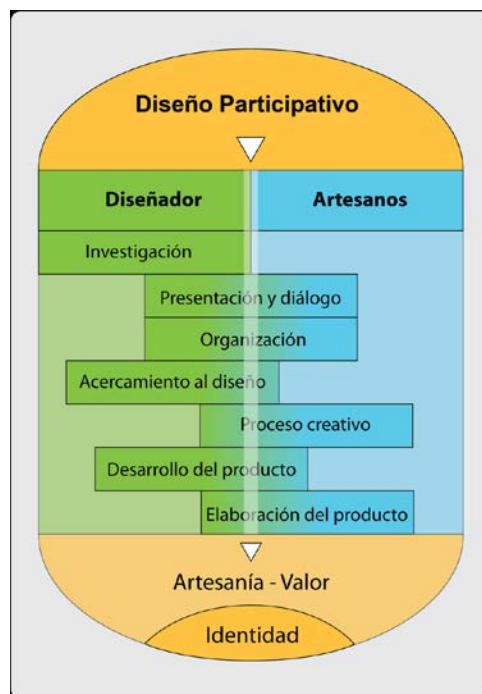 Diseño Participativo
Diseñador
Artesanos
Investigación
Presentación y diálogo
Organización
Acercamiento al diseño
Proceso creativo
Desarrollo del producto
Elaboración del producto
Artesanía - Valor
Identidad